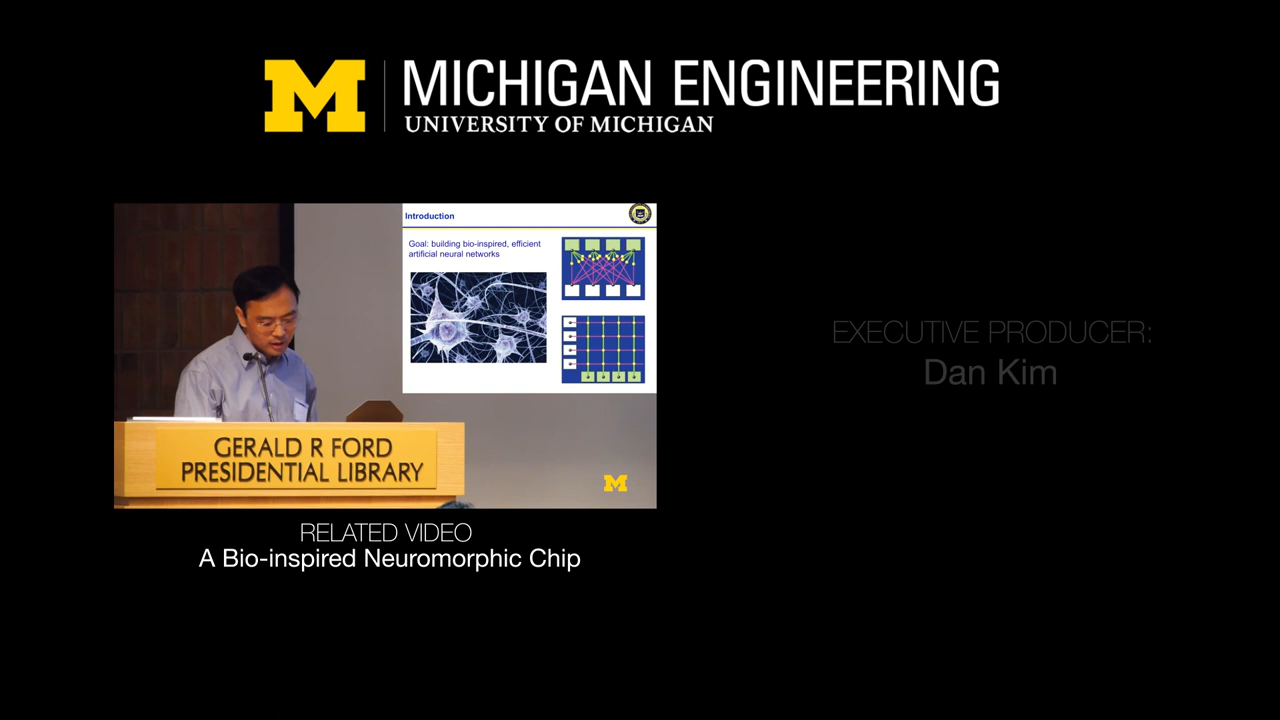 M
MICHIGAN ENGINEERING
UNIVERSITY OF MICHIGAN
Introduction
Goal: building bio-inspired, efficient
artificial neural networks
GERALD R FORD
PRESIDENTIAL LIBRARY
M
RELATED VIDEO
A Bio-inspired Neuromorphic Chip
EXECUTIVE PRODUCER:
Dan Kim